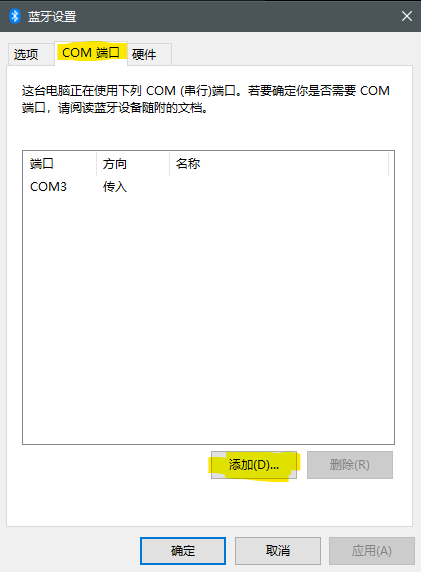 蓝牙设置
选项 COM 端口 硬件
这台电脑正在使用下列 COM (串行)端口。若要确定你是否需要 COM
端口，请阅读蓝牙设备随附的文档。
端口 方向 名称
COM3 传入
添加(D)... 删除(R)
确定 取消 应用(A)